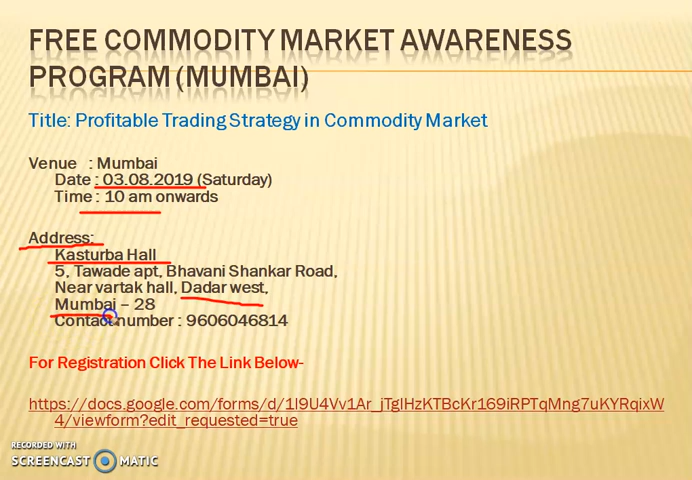 FREE COMMODITY MARKET AWARENESS
PROGRAM (MUMBAI)
Title: Profitable Trading Strategy in Commodity Market
Venue : Mumbai
Date : 03.08.2019 (Saturday)
Time : 10 am onwards
Address:
Kasturba Hall
5, Tawade apt, Bhavani Shankar Road,
Near vartak hall, Dadar west,
Mumbai – 28
Contact number : 9606046814
For Registration Click The Link Below-
https://docs.google.com/forms/d/1I9U4Vv1Ar_jTglHzKTBcKr169iRPTqMng7uKYRqixW
4/viewform?edit_requested=true
RECORDED WITH
SCREENCAST MATIC